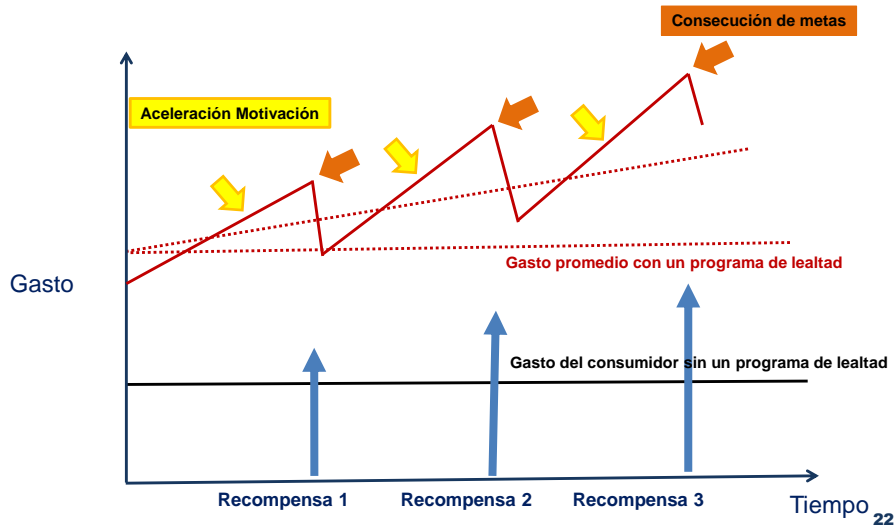 Consecución de metas
Aceleración Motivación
Gasto promedio con un programa de lealtad
Gasto
Gasto del consumidor sin un programa de lealtad
Recompensa 1
Recompensa 2
Recompensa 3
Tiempo
22